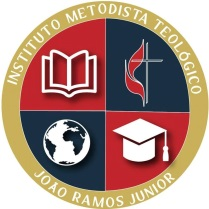 INSTITUTO METODISTA TEOLÓGICO
JOÃO RAMOS JUNIOR